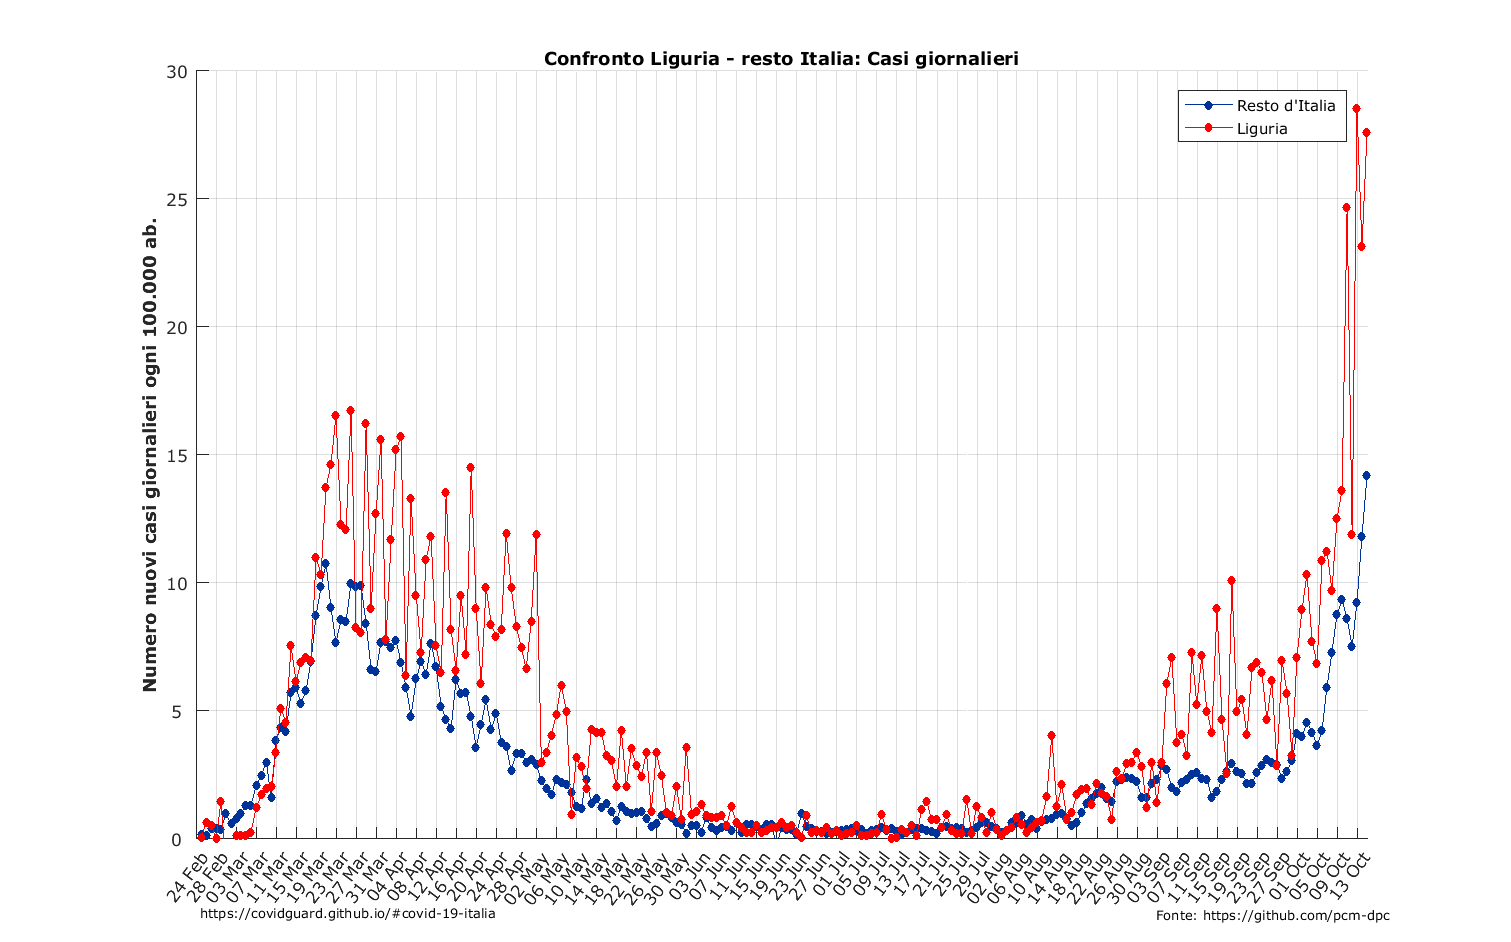 Confronto Liguria - resto Italia: Casi giornalieri
Numero nuovi casi giornalieri ogni 100.000 ab.
30
25
20
15
10
5
0
Resto d'Italia
Liguria
24 Feb
28 Feb
03 Mar
07 Mar
11 Mar
15 Mar
19 Mar
23 Mar
27 Mar
31 Mar
04 Apr
08 Apr
12 Apr
16 Apr
20 Apr
24 Apr
28 Apr
02 May
06 May
10 May
14 May
18 May
22 May
26 May
30 May
03 Jun
07 Jun
11 Jun
15 Jun
19 Jun
23 Jun
27 Jun
01 Jul
05 Jul
09 Jul
13 Jul
17 Jul
21 Jul
25 Jul
29 Jul
02 Aug
06 Aug
10 Aug
14 Aug
18 Aug
22 Aug
26 Aug
30 Aug
03 Sep
07 Sep
11 Sep
15 Sep
19 Sep
23 Sep
27 Sep
01 Oct
05 Oct
09 Oct
13 Oct
https://covidguard.github.io/#covid-19-italia
Fonte: https://github.com/pcm-dpc